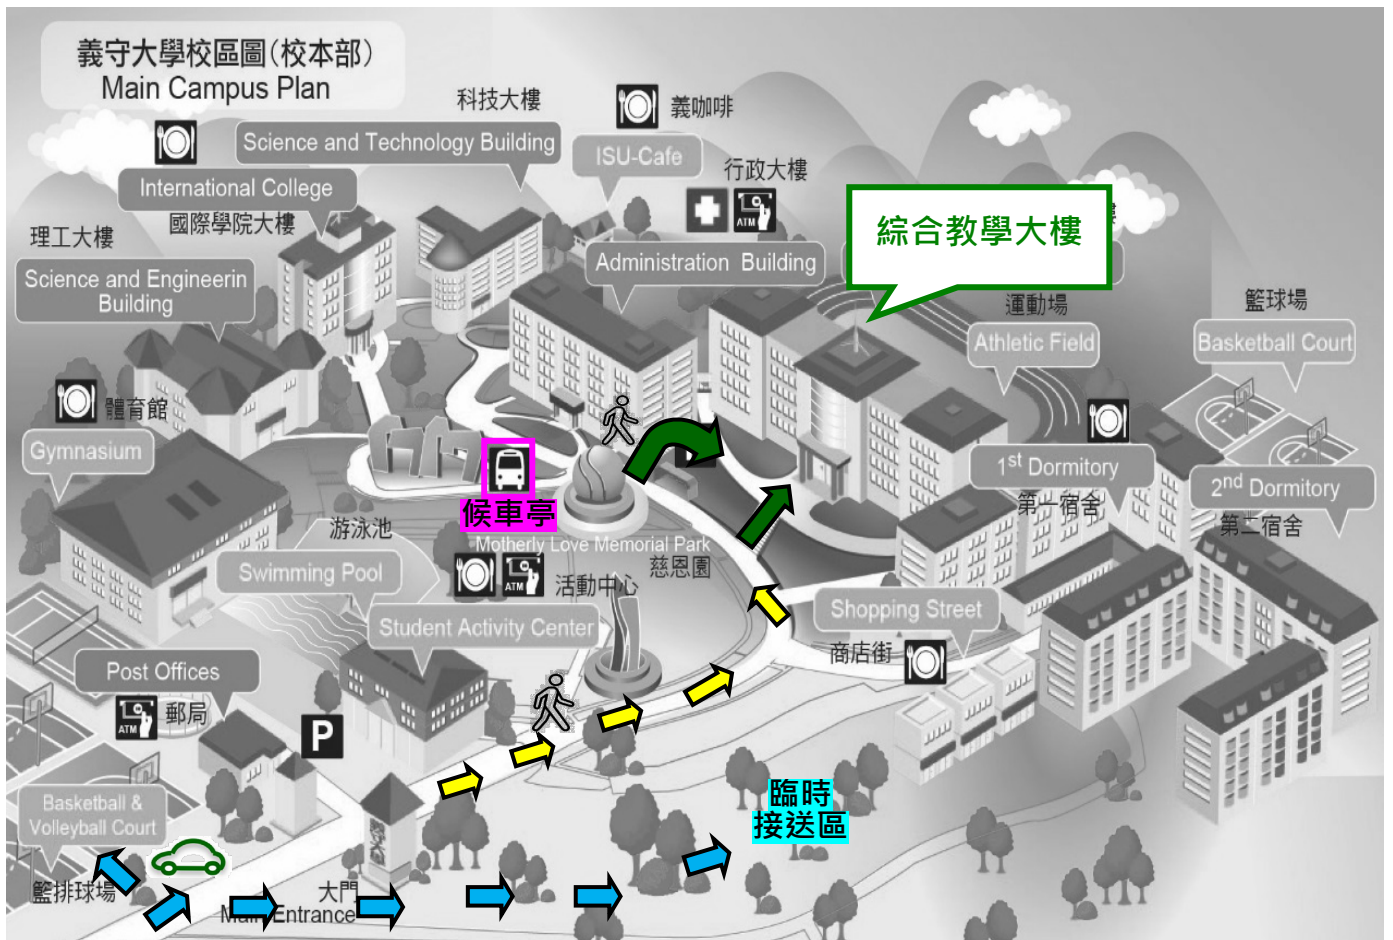 義守大學校區圖(校本部)
Main Campus Plan
科技大樓
Science and Technology Building
義咖啡
ISU-Cafe
International College
國際學院大樓
行政大樓
ATM
Administration Building
綜合教學大樓
理工大樓
Science and Engineerin
Building
運動場
Athletic Field
籃球場
Basketball Court
體育館
Gymnasium
候車亭
Motherly Love Memorial Park
慈恩園
1st Dormitory
第一宿舍
2nd Dormitory
第二宿舍
游泳池
Swimming Pool
ATM
活動中心
Student Activity Center
Shopping Street
商店街
Post Offices
ATM
郵局
P
臨時
接送區
Basketball &
Volleyball Court
籃排球場
大門
Main Entrance